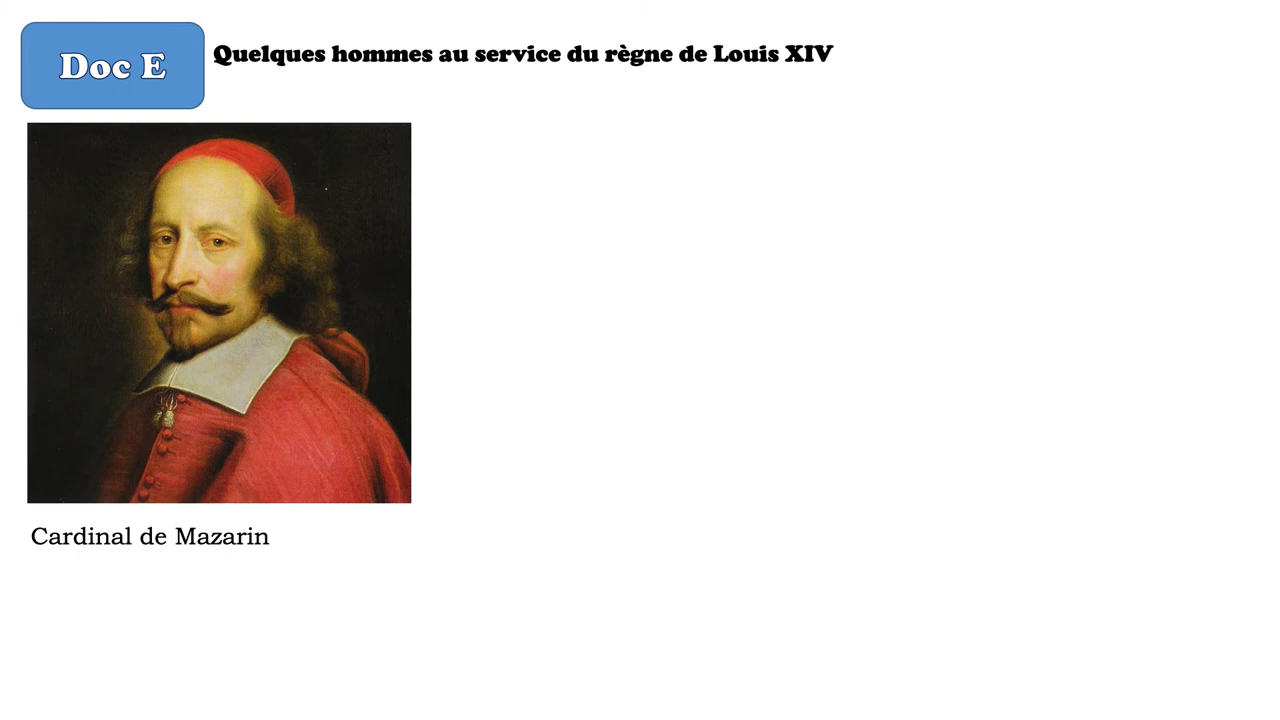 Doc E
Quelques hommes au service du règne de Louis XIV
Cardinal de Mazarin